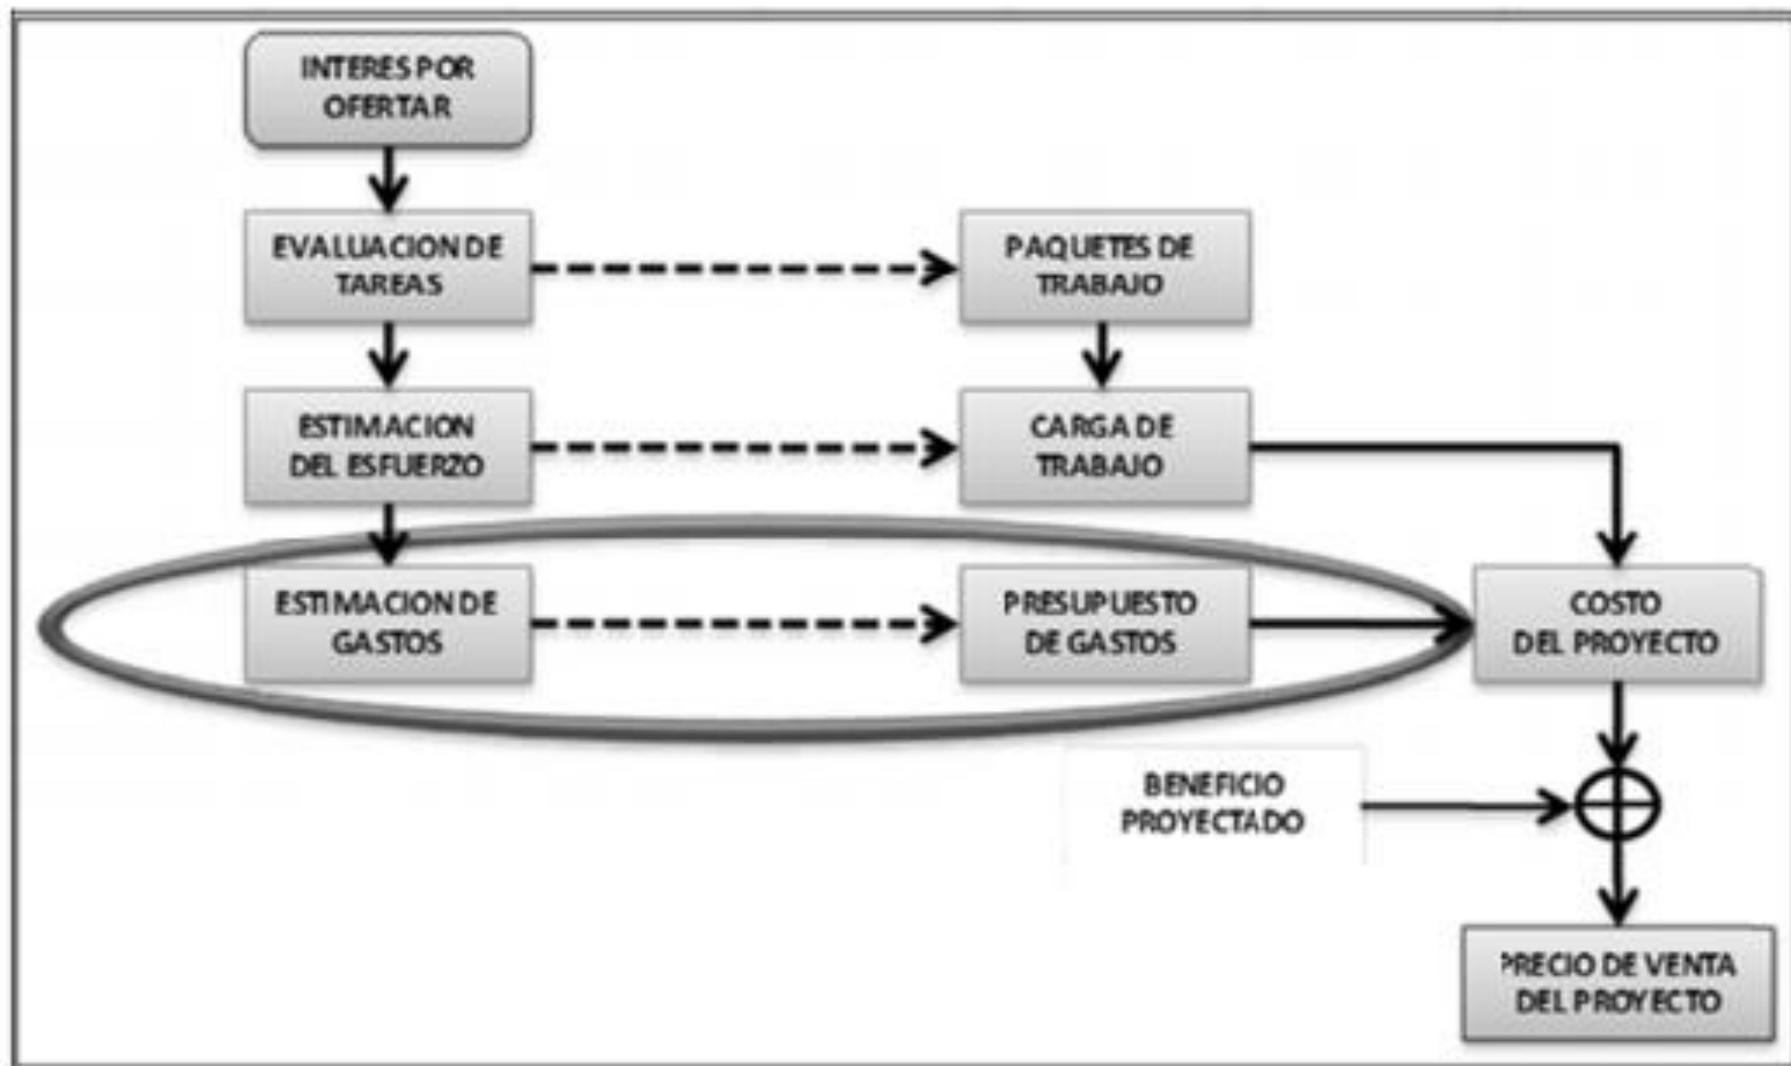 INTERES POR
OFERTAR
EVALUACION DE
TAREAS
PAQUETES DE
TRABAJO
ESTIMACION
DEL ESFUERZO
CARGA DE
TRABAJO
ESTIMACION DE
GASTOS
PRESUPUESTO
DE GASTOS
COSTO
DEL PROYECTO
BENEFICIO
PROYECTADO
PRECIO DE VENTA
DEL PROYECTO